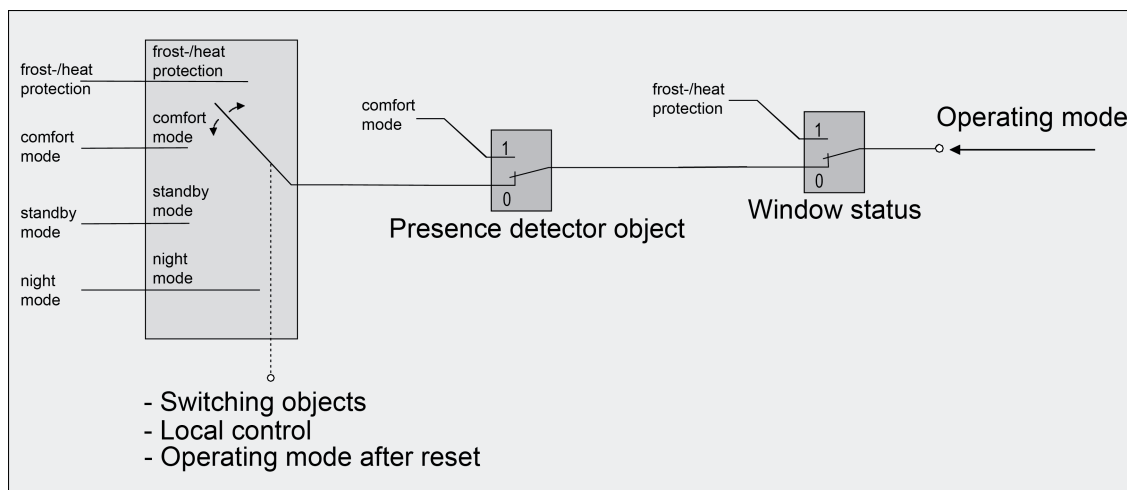 frost-/heat
protection
comfort
mode
standby
mode
night
mode
frost-/heat
protection
comfort
mode
standby
mode
night
mode
comfort
mode
1
0
Presence detector object
frost-/heat
protection
1
0
Window status
Operating mode
- Switching objects
- Local control
- Operating mode after reset